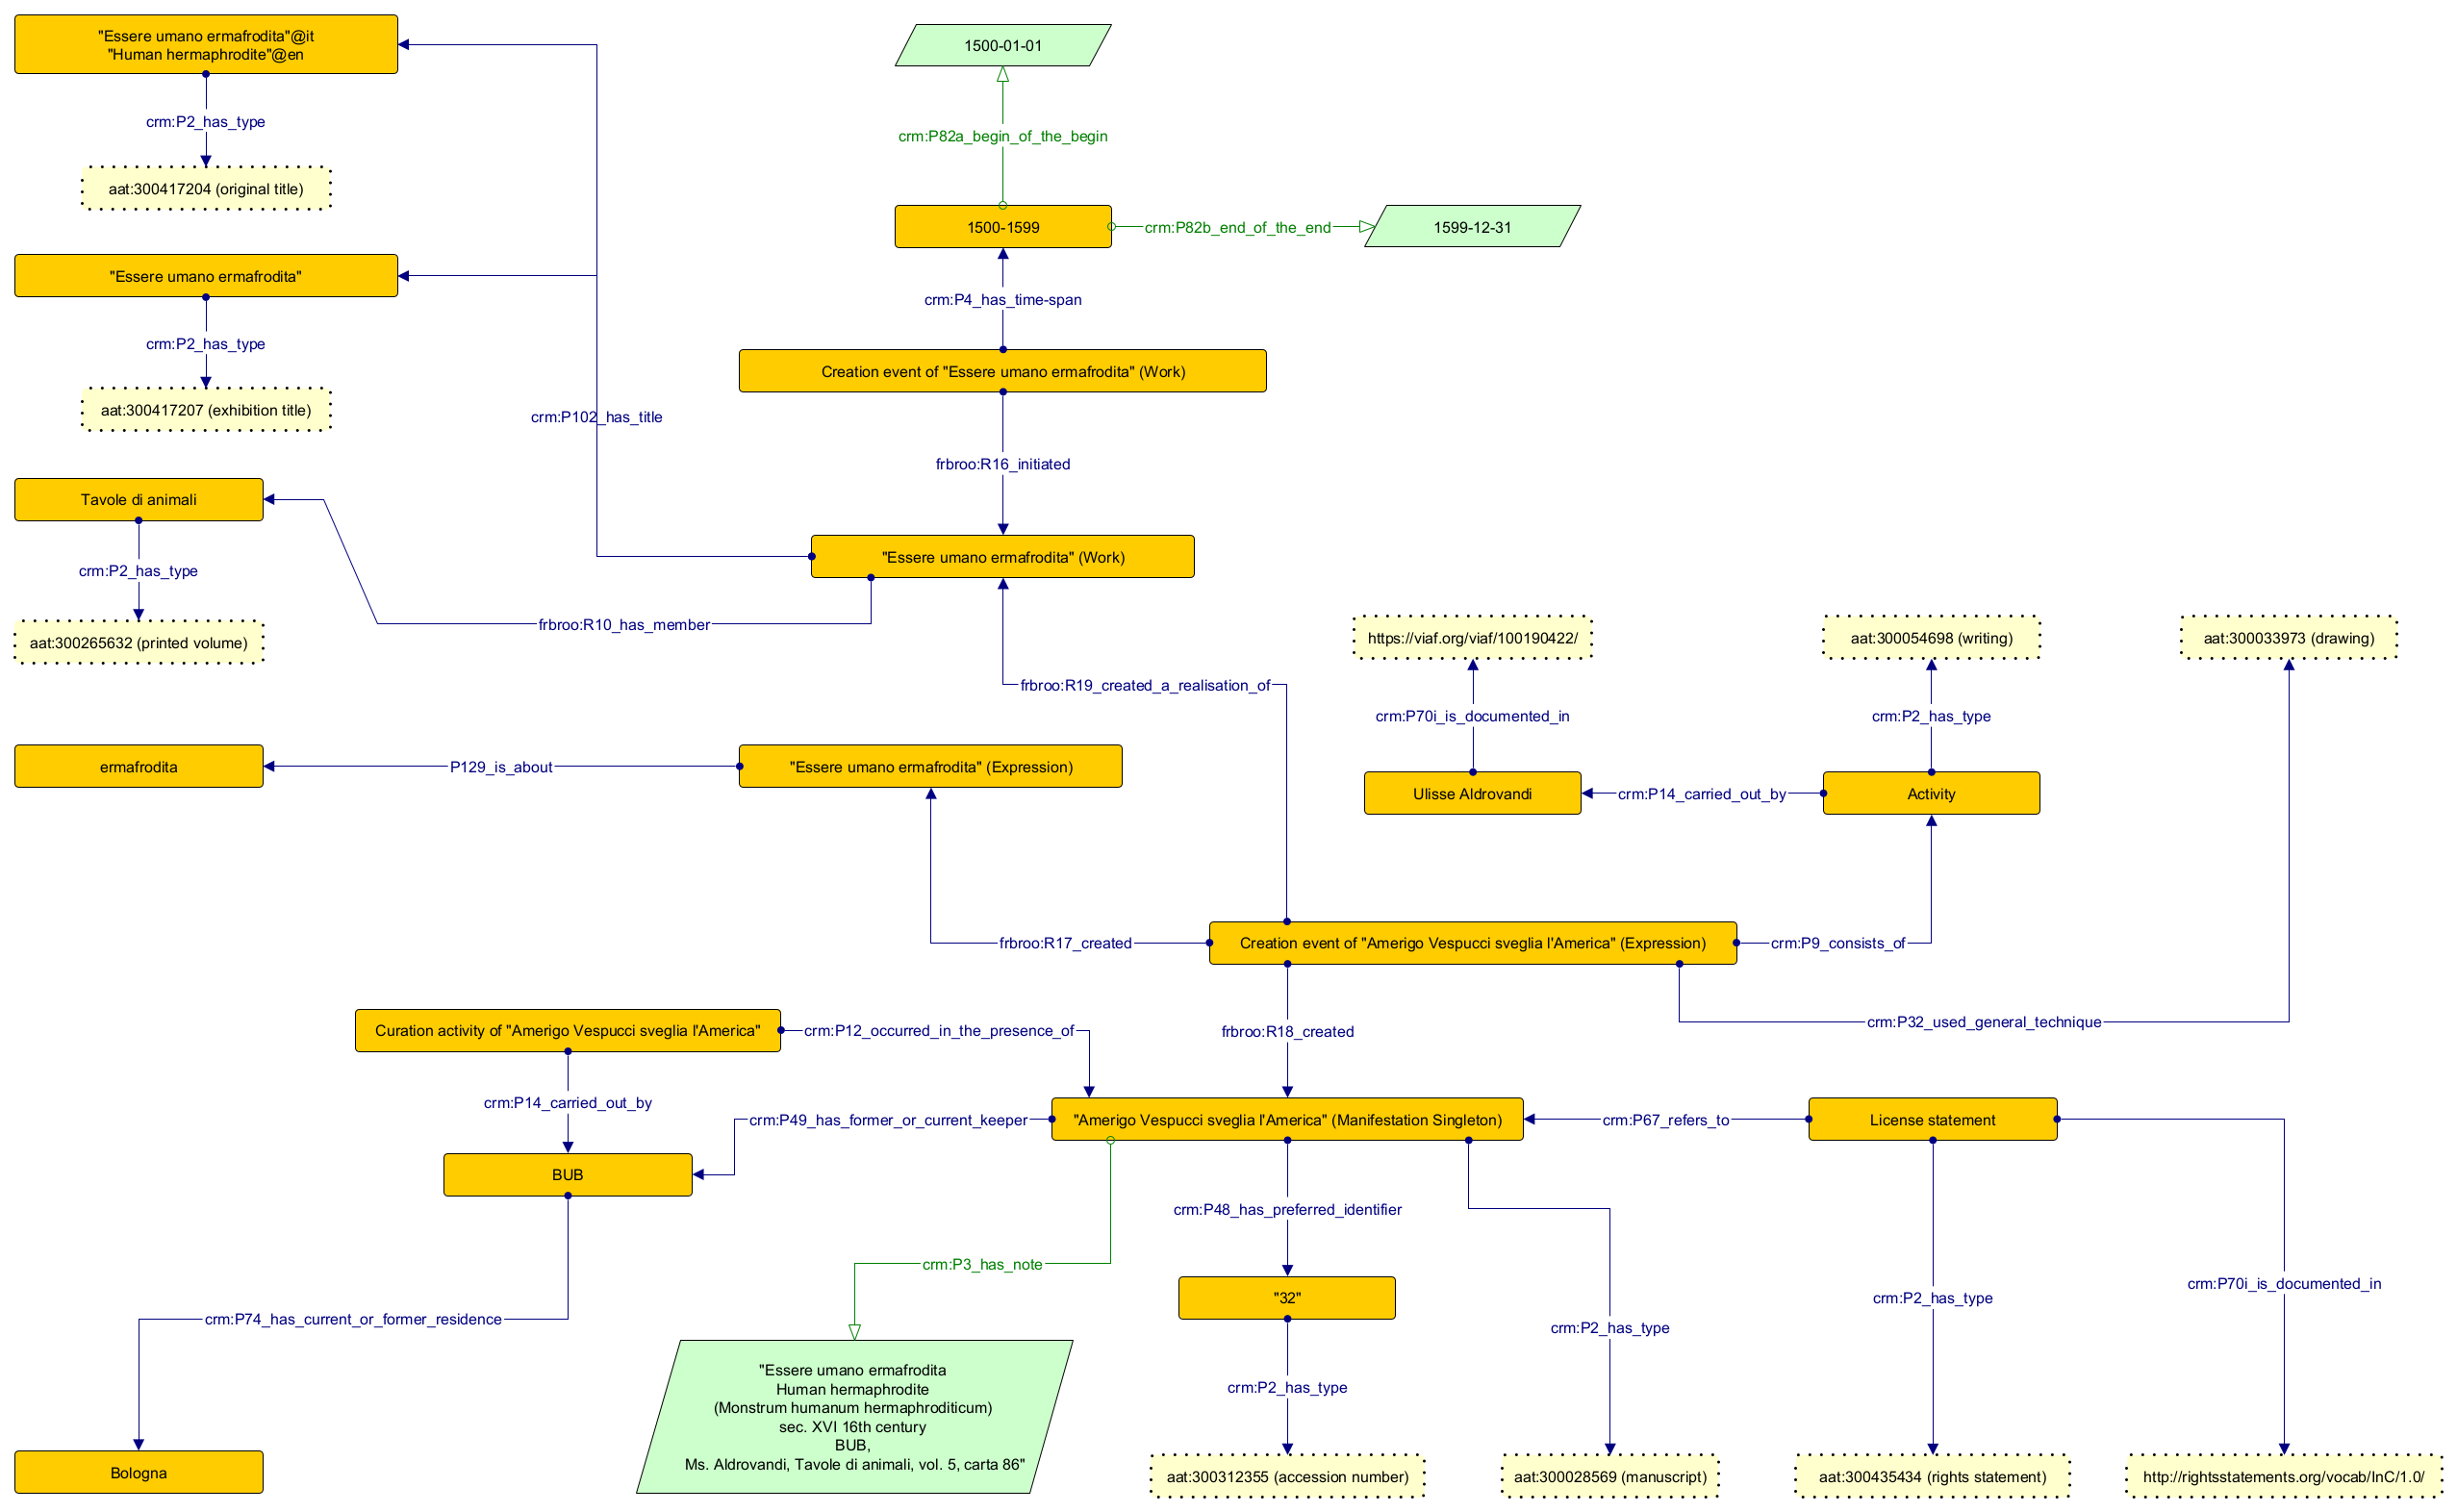 "Essere umano ermafrodita"@it
"Human hermaphrodite"@en
1500-01-01
crm:P2_has_type
crm:P82a_begin_of_the_begin
aat:300417204 (original title)
1500-1599
crm:P82b_end_of_the_end
1599-12-31
"Essere umano ermafrodita"
crm:P4_has_time-span
crm:P2_has_type
Creation event of "Essere umano ermafrodita" (Work)
aat:300417207 (exhibition title)
crm:P102_has_title
frbroo:R16_initiated
Tavole di animali
"Essere umano ermafrodita" (Work)
crm:P2_has_type
frbroo:R10_has_member
aat:300265632 (printed volume)
https://viaf.org/viaf/100190422/
aat:300054698 (writing)
aat:300033973 (drawing)
frbroo:R19_created_a_realisation_of
crm:P70i_is_documented_in
crm:P2_has_type
ermafrodita
P129_is_about
"Essere umano ermafrodita" (Expression)
Ulisse Aldrovandi
crm:P14_carried_out_by
Activity
frbroo:R17_created
Creation event of "Amerigo Vespucci sveglia l'America" (Expression)
crm:P9_consists_of
crm:P32_used_general_technique
Curation activity of "Amerigo Vespucci sveglia l'America"
crm:P12_occurred_in_the_presence_of
frbroo:R18_created
crm:P14_carried_out_by
crm:P49_has_former_or_current_keeper
"Amerigo Vespucci sveglia l'America" (Manifestation Singleton)
crm:P67_refers_to
License statement
BUB
crm:P48_has_preferred_identifier
crm:P3_has_note
crm:P70i_is_documented_in
"32"
crm:P2_has_type
crm:P74_has_current_or_former_residence
crm:P2_has_type
"Essere umano ermafrodita
Human hermaphrodite
(Monstrum humanum hermaphroditicum)
sec. XVI 16th century
BUB,
Ms. Aldrovandi, Tavole di animali, vol. 5, carta 86"
crm:P2_has_type
Bologna
aat:300312355 (accession number)
aat:300028569 (manuscript)
aat:300435434 (rights statement)
http://rightsstatements.org/vocab/InC/1.0/